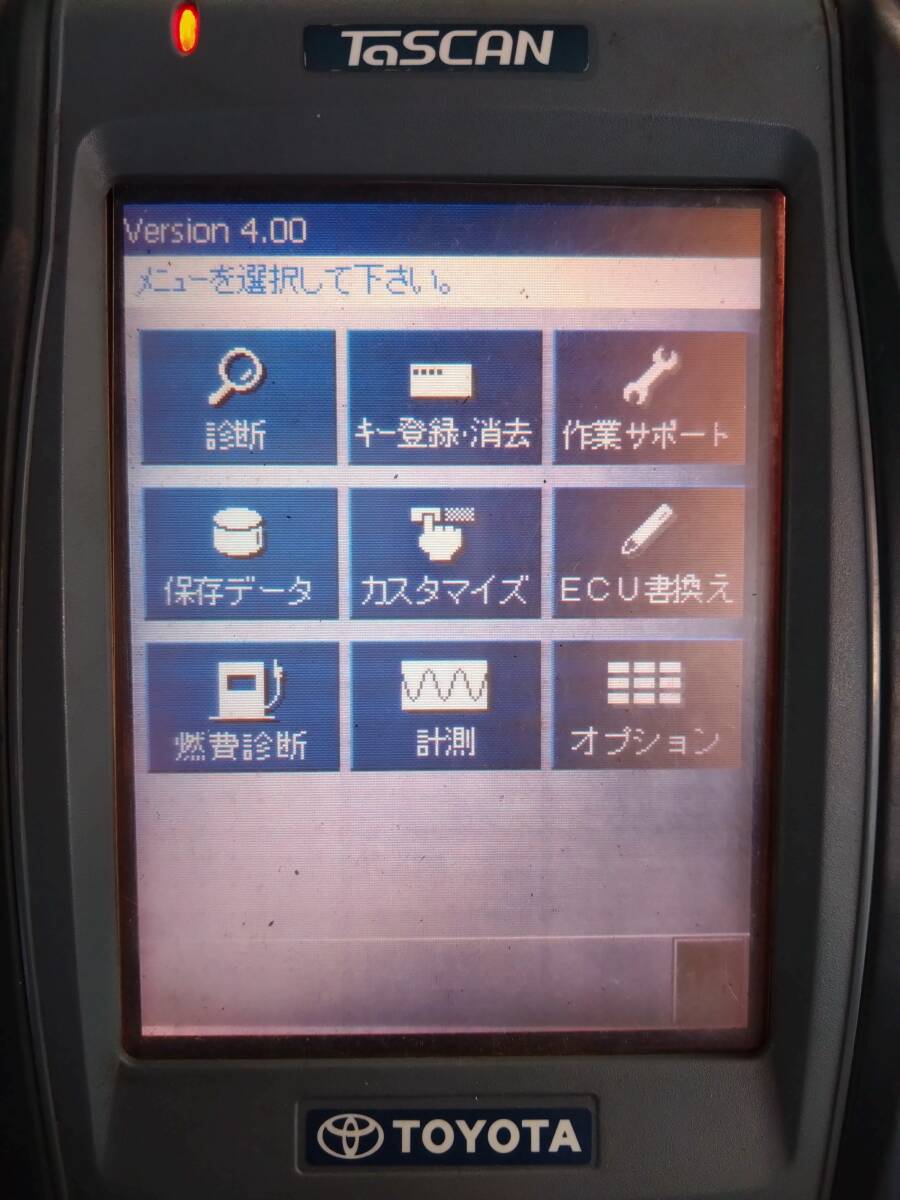 TaSCAN
Version 4.00
メニューを選択して下さい。
診断
キー登録・消去
作業サポート
保存データ
カスタマイズ
ECU書換え
燃費診断
計測
オプション
TOYOTA